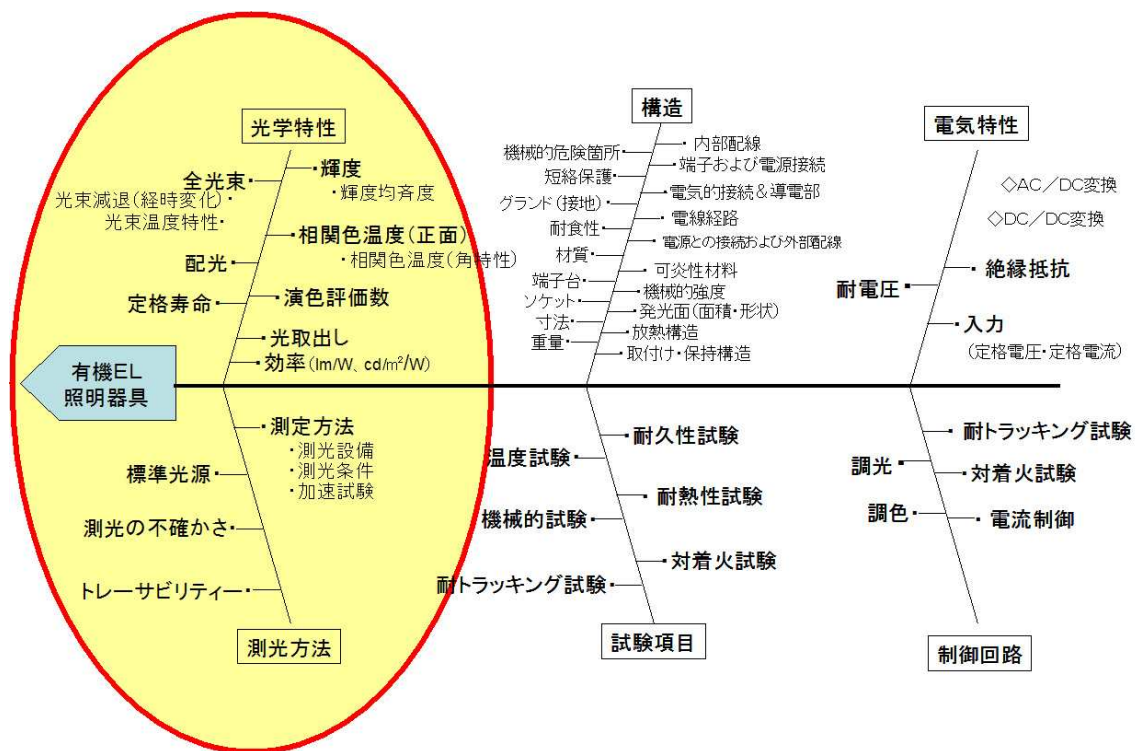 光学特性
全光束
光束減退(経時変化)
光束温度特性
配光
定格寿命
輝度
・輝度均斉度
相関色温度(正面)
・相関色温度(角特性)
演色評価数
光取出し
効率(lm/W、cd/m²/W)
構造
機械的危険箇所
短絡保護
グランド(接地)
耐食性
材質
端子台
ソケット
寸法
重量
内部配線
端子および電源接続
電気的接続&導電部
電線経路
電源との接続および外部配線
可炎性材料
機械的強度
発光面(面積・形状)
放熱構造
取付け・保持構造
電気特性
◇AC/DC変換
◇DC/DC変換
耐電圧
絶縁抵抗
入力
(定格電圧・定格電流)
有機EL
照明器具
測定方法
・測光設備
・測光条件
・加速試験
標準光源
測光の不確かさ
トレーサビリティー
測光方法
耐久性試験
温度試験
耐熱性試験
機械的試験
対着火試験
耐トラッキング試験
試験項目
耐トラッキング試験
調光
対着火試験
調色
電流制御
制御回路